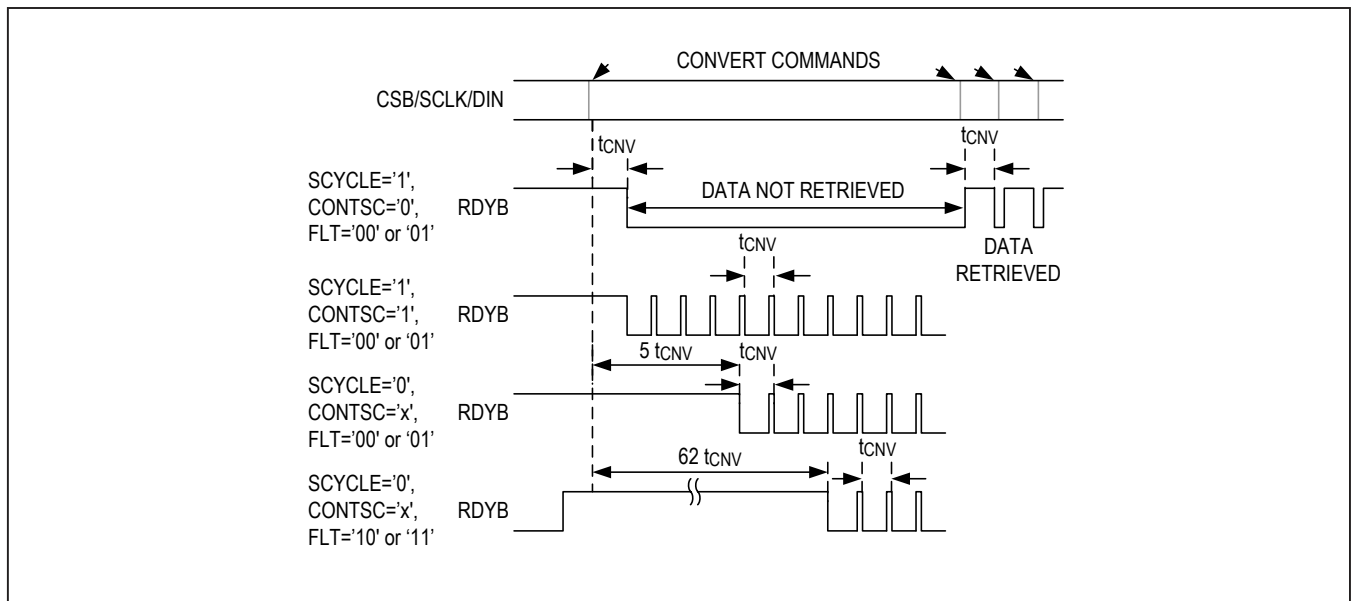 CONVERT COMMANDS
CSB/SCLK/DIN
tCNV
tCNV
SCYCLE='1',
CONTSC='0',
FLT='00' or '01'
RDYB
DATA NOT RETRIEVED
DATA
RETRIEVED
tCNV
SCYCLE='1',
CONTSC='1',
FLT='00' or '01'
RDYB
5 tCNV
tCNV
SCYCLE='0',
CONTSC='x',
FLT='00' or '01'
RDYB
62 tCNV
tCNV
SCYCLE='0',
CONTSC='x',
FLT='10' or '11'
RDYB